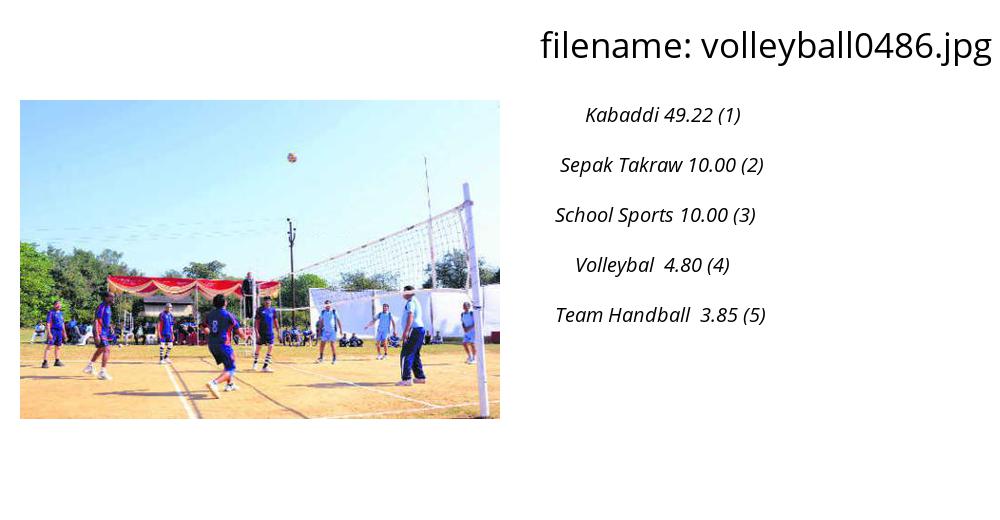 filename: volleyball0486.jpg
Kabaddi 49.22 (1)
Sepak Takraw 10.00 (2)
School Sports 10.00 (3)
Volleybal 4.80 (4)
Team Handball 3.85 (5)